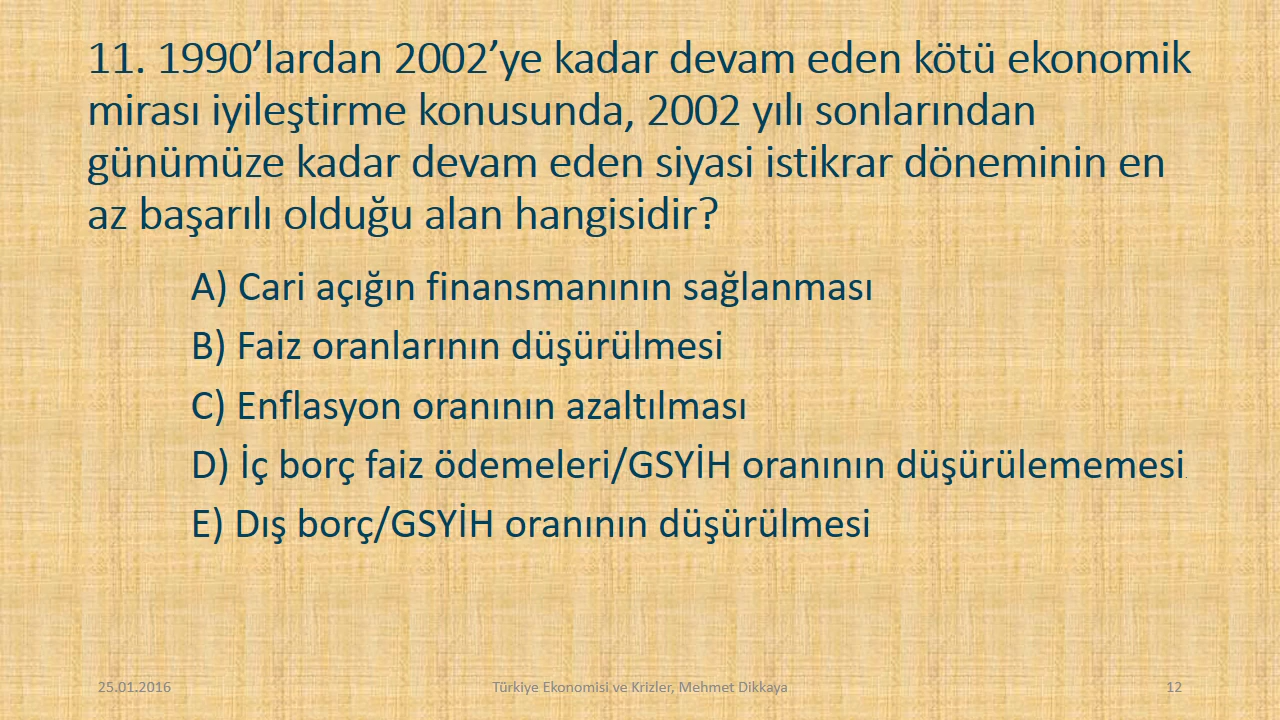 11. 1990’lardan 2002’ye kadar devam eden kötü ekonomik
mirası iyileştirme konusunda, 2002 yılı sonlarından
günümüze kadar devam eden siyasi istikrar döneminin en
az başarılı olduğu alan hangisidir?
A) Cari açığın finansmanının sağlanması
B) Faiz oranlarının düşürülmesi
C) Enflasyon oranının azaltılması
D) İç borç faiz ödemeleri/GSYİH oranının düşürülememesi
E) Dış borç/GSYİH oranının düşürülmesi
25.01.2016 Türkiye Ekonomisi ve Krizler, Mehmet Dikkaya 12